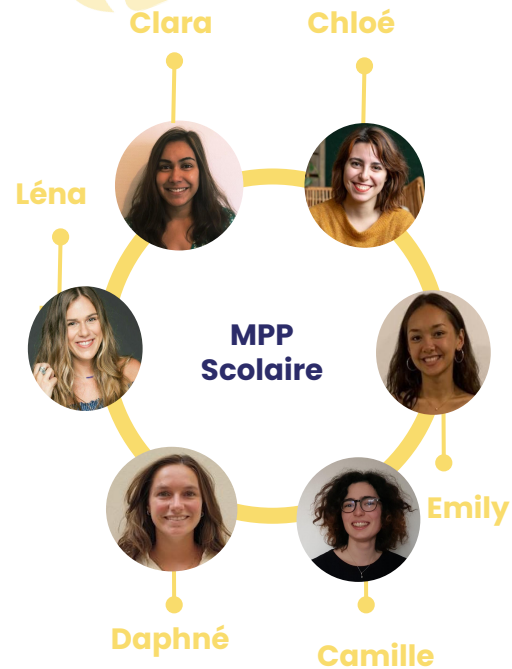 Clara
Chloé
Léna
MPP
Scolaire
Emily
Daphné
Camille